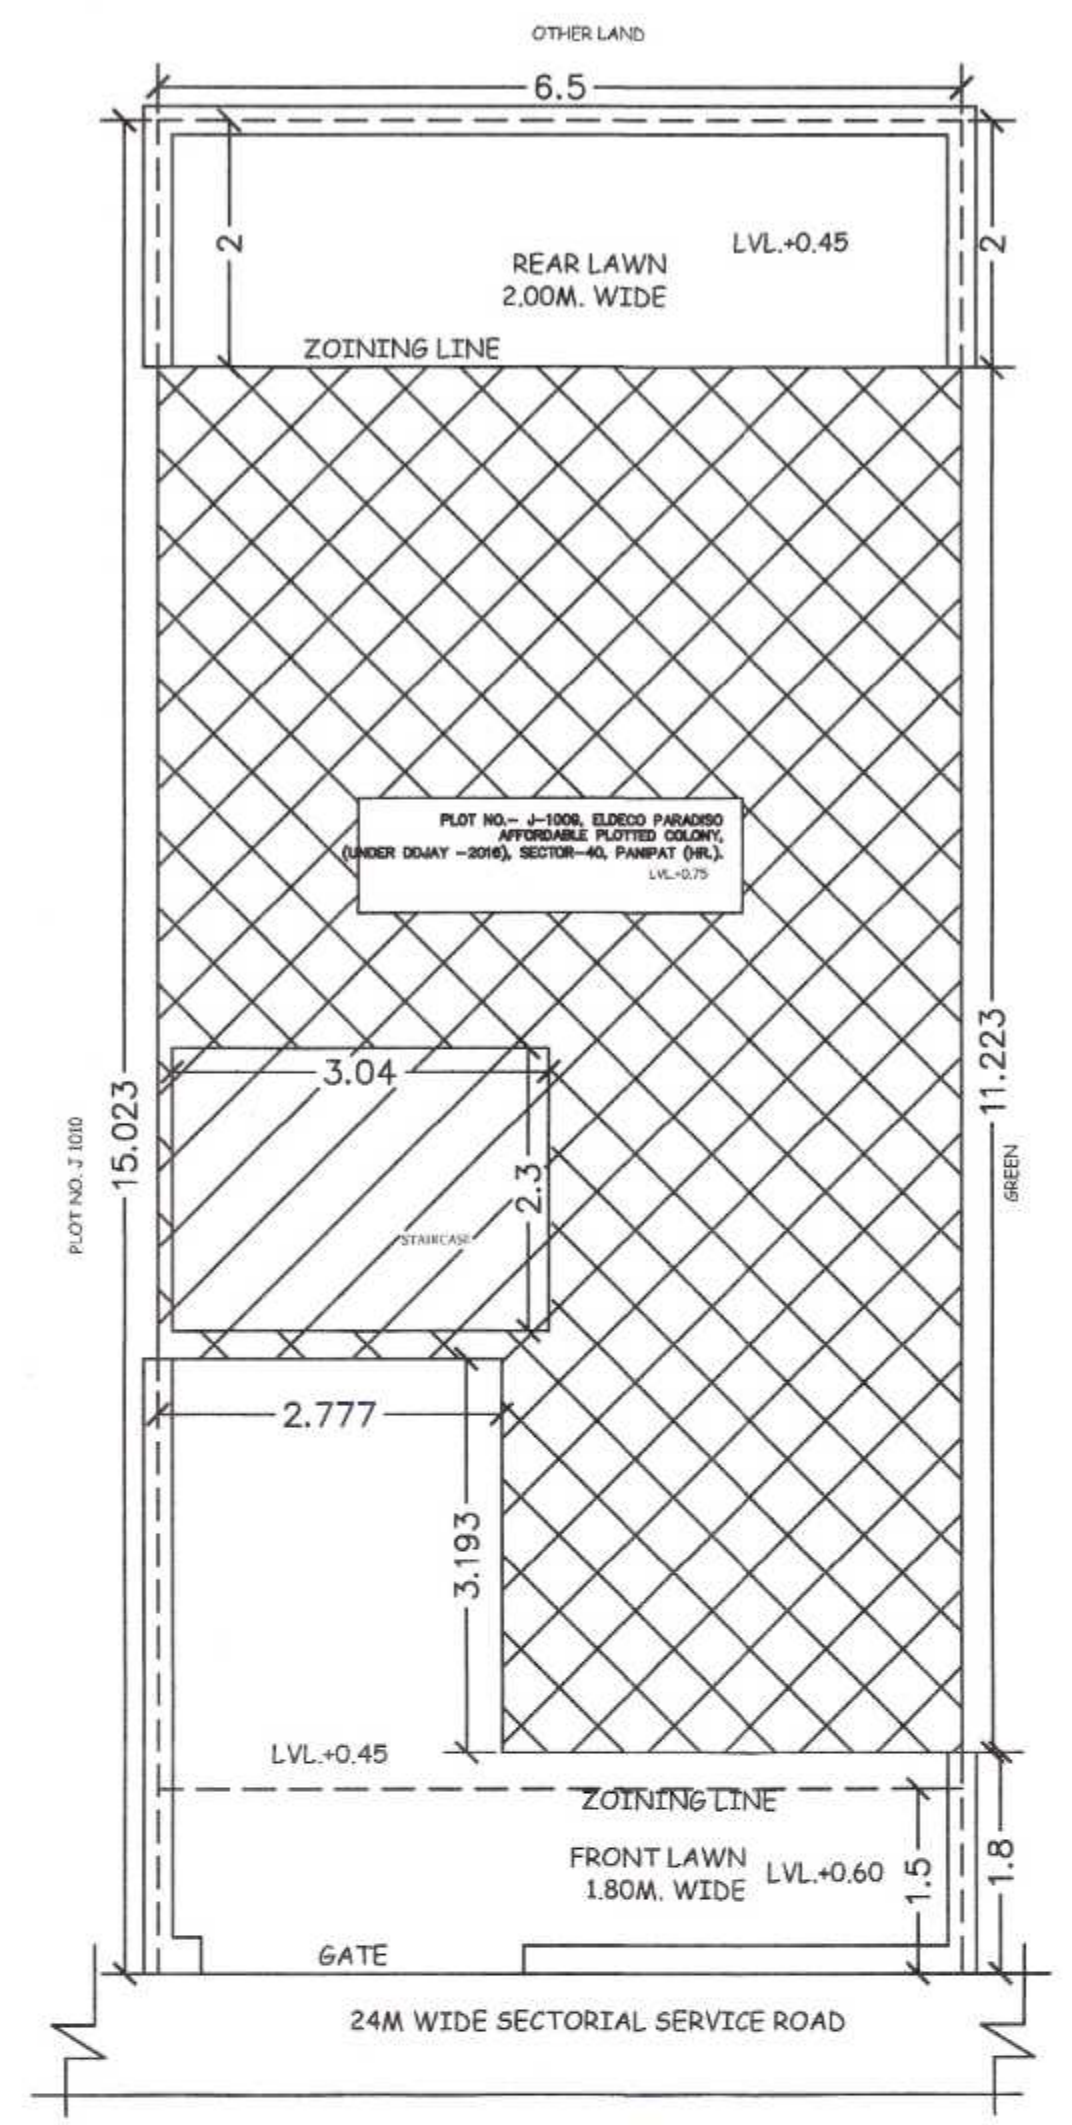 OTHER LAND
6.5
2
LVL.+0.45
2
REAR LAWN
2.00M. WIDE
ZOINING LINE
PLOT NO.- J-1009, ELDECO PARADISO
AFFORDABLE PLOTTED COLONY,
(UNDER DDJAY -2016), SECTOR-40, PANIPAT (HR.).
LVL.+0.75
3.04
11.223
15.023
PLOT NO. J 1010
2.3
GREEN
STAIRCASE
2.777
3.193
LVL.+0.45
ZOINING LINE
FRONT LAWN
1.80M. WIDE
LVL.+0.60
1.5
1.8
GATE
24M WIDE SECTORIAL SERVICE ROAD